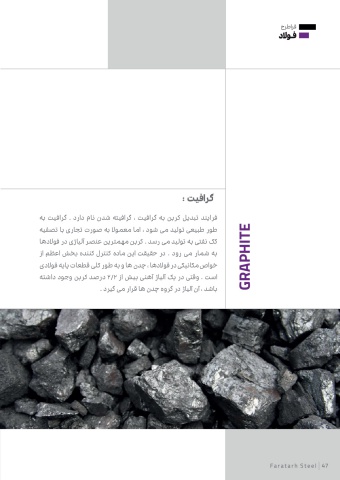 فراطرح
فـولاد
گرافیت :
فرایند تبدیل کربن به گرافیت ، گرافیته شدن نام دارد . گرافیت به
طور طبیعی تولید می شود ، اما معمولا به صورت تجاری با تصفیه
کک نفتی به تولید می رسد . کربن مهمترین عنصر آلیاژی در فولادها
به شمار می رود . در حقیقت این ماده کنترل کننده بخش اعظم از
خواص مکانیکی در فولادها ، چدن ها و به طور کلی قطعات پایه فولادی
است . وقتی در یک آلیاژ آهنی بیش از ۲/۲ درصد کربن وجود داشته
باشد ، آن آلیاژ در گروه چدن ها قرار می گیرد .
GRAPHITE
Faratarh Steel | ۴۷